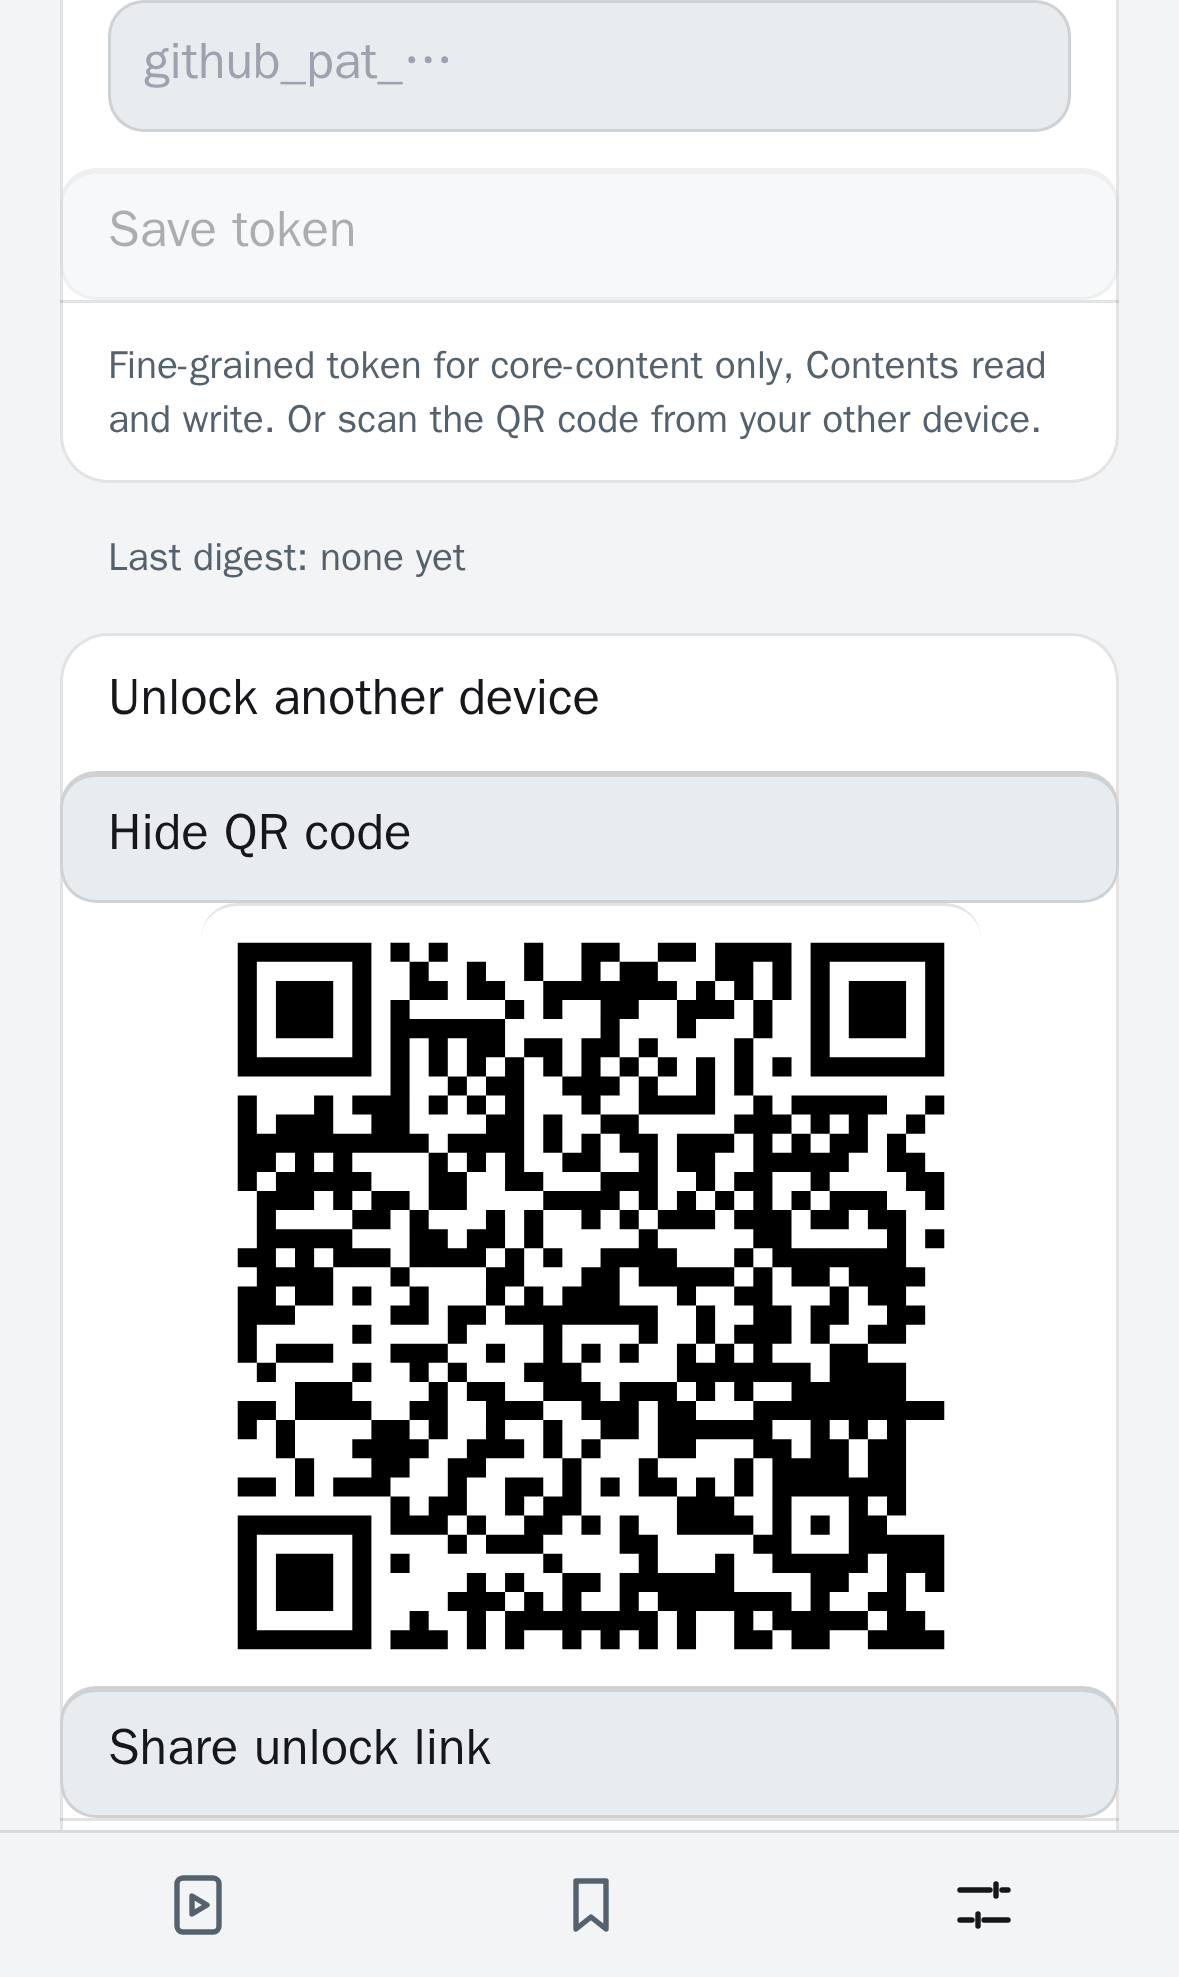 github_pat_···
Save token
Fine-grained token for core-content only, Contents read
and write. Or scan the QR code from your other device.
Last digest: none yet
Unlock another device
Hide QR code
Share unlock link